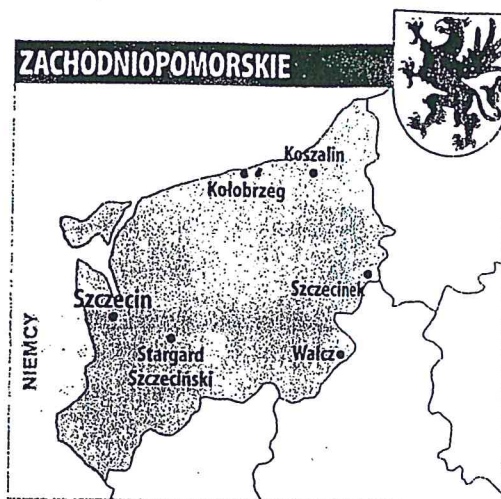 ZACHODNIOPOMORSKIE
Koszalin
Kołobrzeg
Szczecinek
Szczecin
Stargard
Szczeciński
Wałcz
NIEMCY